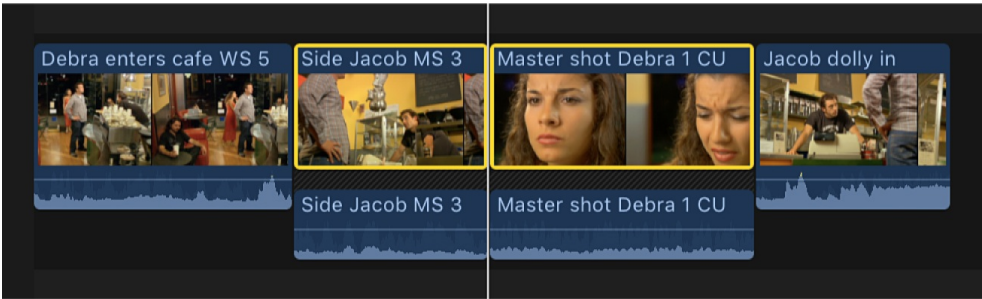 Debra enters cafe WS 5
Side Jacob MS 3
Master shot Debra 1 CU
Jacob dolly in
Side Jacob MS 3
Master shot Debra 1 CU